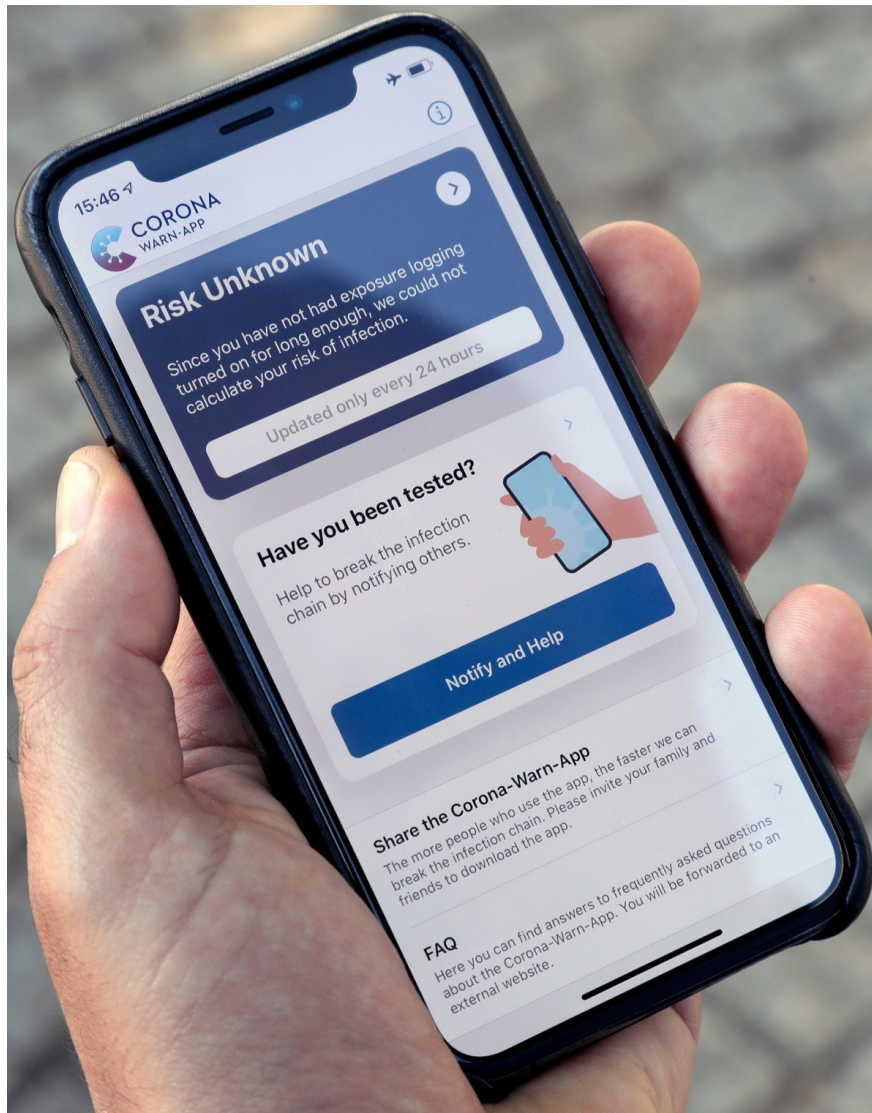 15:46
CORONA
WARN-APP
Risk Unknown
Since you have not had exposure logging
turned on for long enough, we could not
calculate your risk of infection.
Updated only every 24 hours
Have you been tested?
Help to break the infection
chain by notifying others.
Notify and Help
Share the Corona-Warn-App
The more people who use the app, the faster we can
break the infection chain. Please invite your family and
friends to download the app.
FAQ
Here you can find answers to frequently asked questions
about the Corona-Warn-App. You will be forwarded to an
external website.